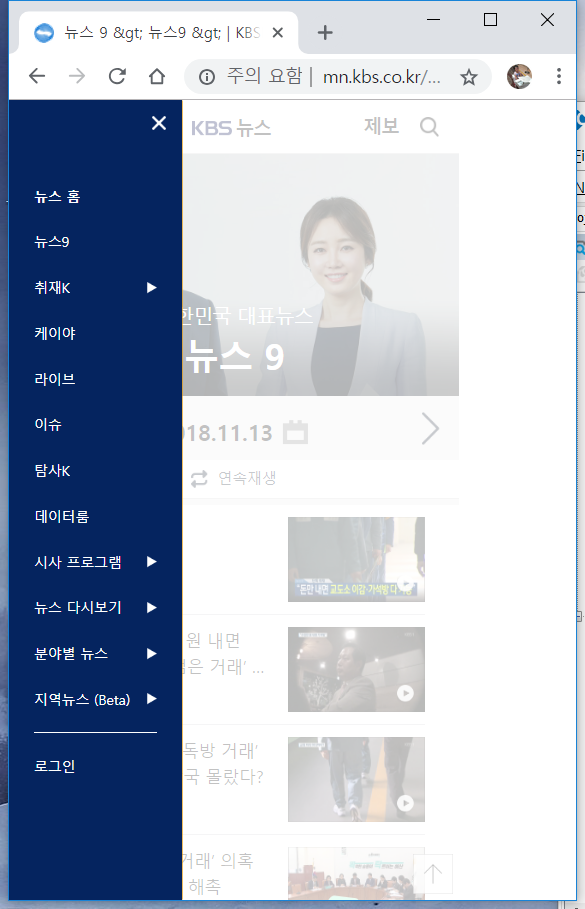 뉴스 9 &gt; 뉴스9 &gt; | KBS
주의 요함 | mn.kbs.co.kr/...
KBS 뉴스
제보
뉴스 홈
뉴스9
취재K
케이야
라이브
이슈
탐사K
데이터룸
시사 프로그램
뉴스 다시보기
분야별 뉴스
지역뉴스 (Beta)
로그인
한민국 대표뉴스
뉴스 9
018.11.13
연속재생
"돈만 내면 교도소 이감·가석방 다
원 내면
은 거래’ ...
독방 거래’
국 몰랐다?
거래’ 의혹
해촉